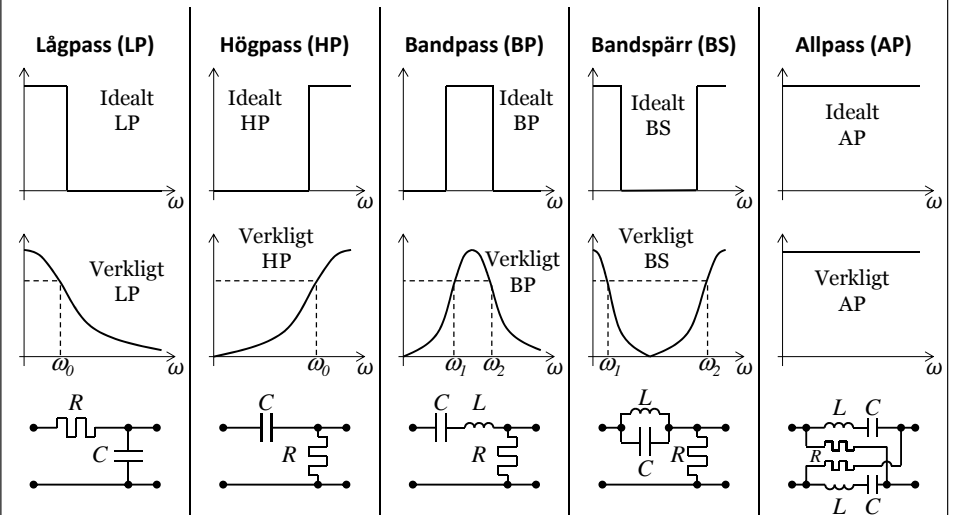 Lågpass (LP)
Idealt
LP
ω
Verkligt
LP
ω0
ω
R
C
Högpass (HP)
Idealt
HP
ω
Verkligt
HP
ω0
ω
C
R
Bandpass (BP)
Idealt
BP
ω
Verkligt
BP
ω1
ω2
ω
C
L
R
Bandspärr (BS)
Idealt
BS
ω
Verkligt
BS
ω1
ω2
ω
L
C
R
Allpass (AP)
Idealt
AP
ω
Verkligt
AP
ω
L
C
R
L
C